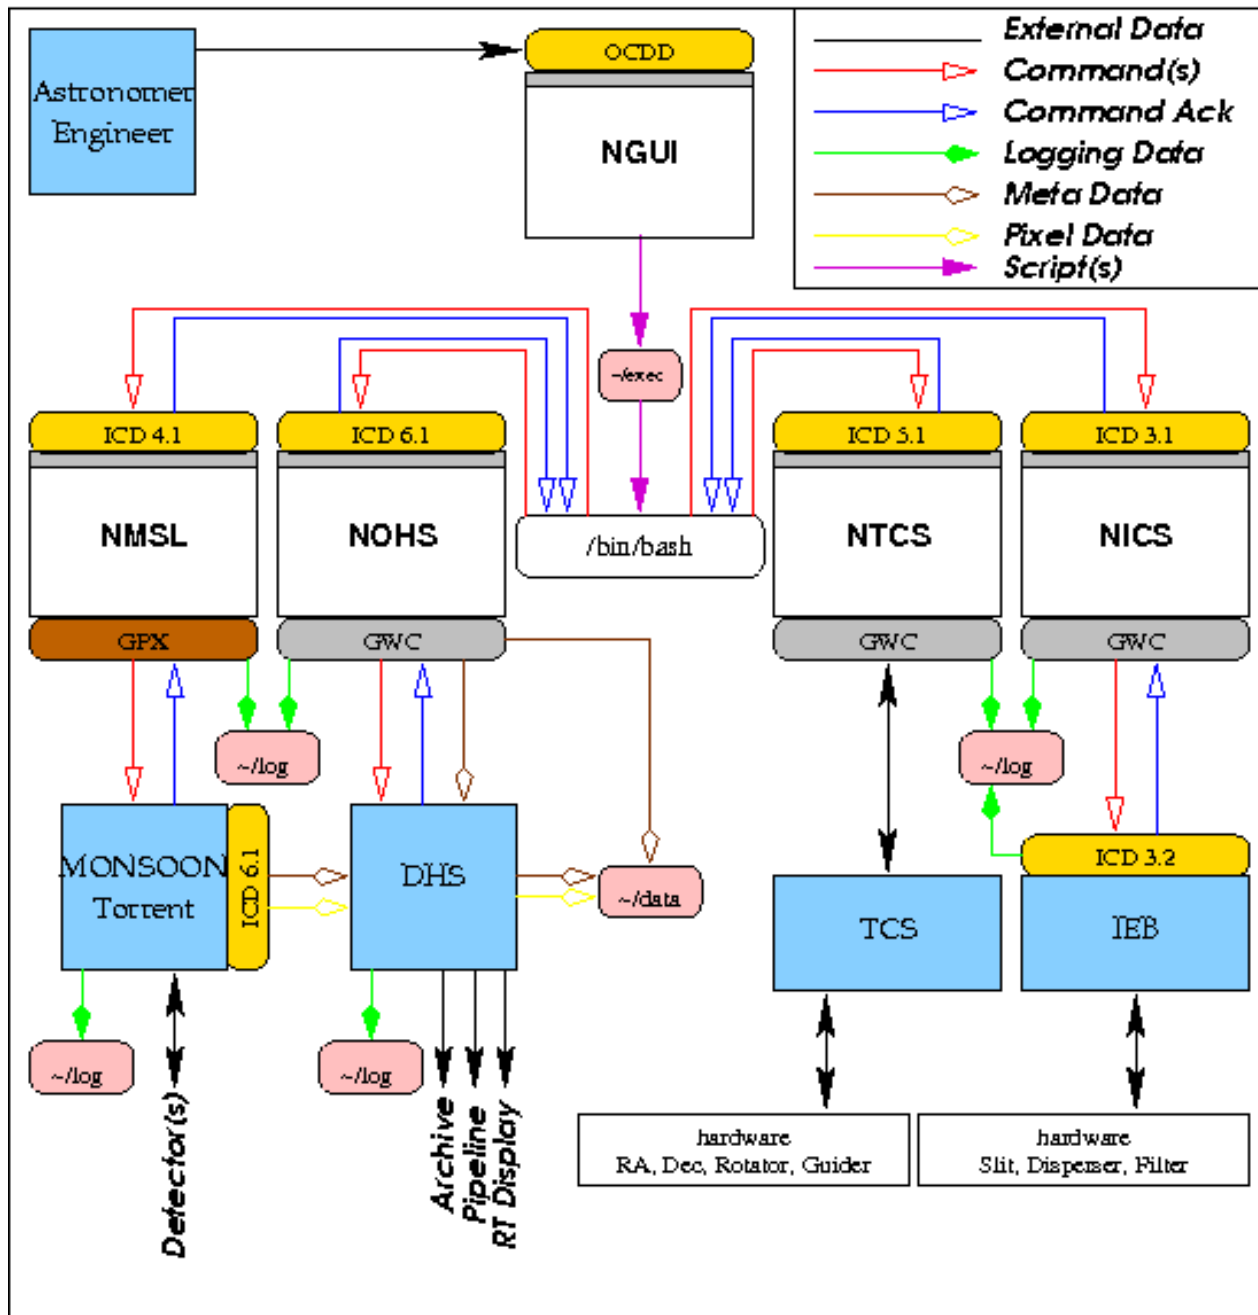 Astronomer
Engineer
OCDD
NGUI
External Data
Command(s)
Command Ack
Logging Data
Meta Data
Pixel Data
Script(s)
~/exec
ICD 4.1
ICD 6.1
ICD 5.1
ICD 3.1
NMSL
NOHS
/bin/bash
NTCS
NICS
GPX
GWC
GWC
GWC
~/log
~/log
MONSOON
Torrent
ICD 6.1
DHS
~/data
ICD 3.2
TCS
IEB
~/log
~/log
Detector(s)
Archive
Pipeline
RT Display
hardware
RA, Dec, Rotator, Guider
hardware
Slit, Disperser, Filter